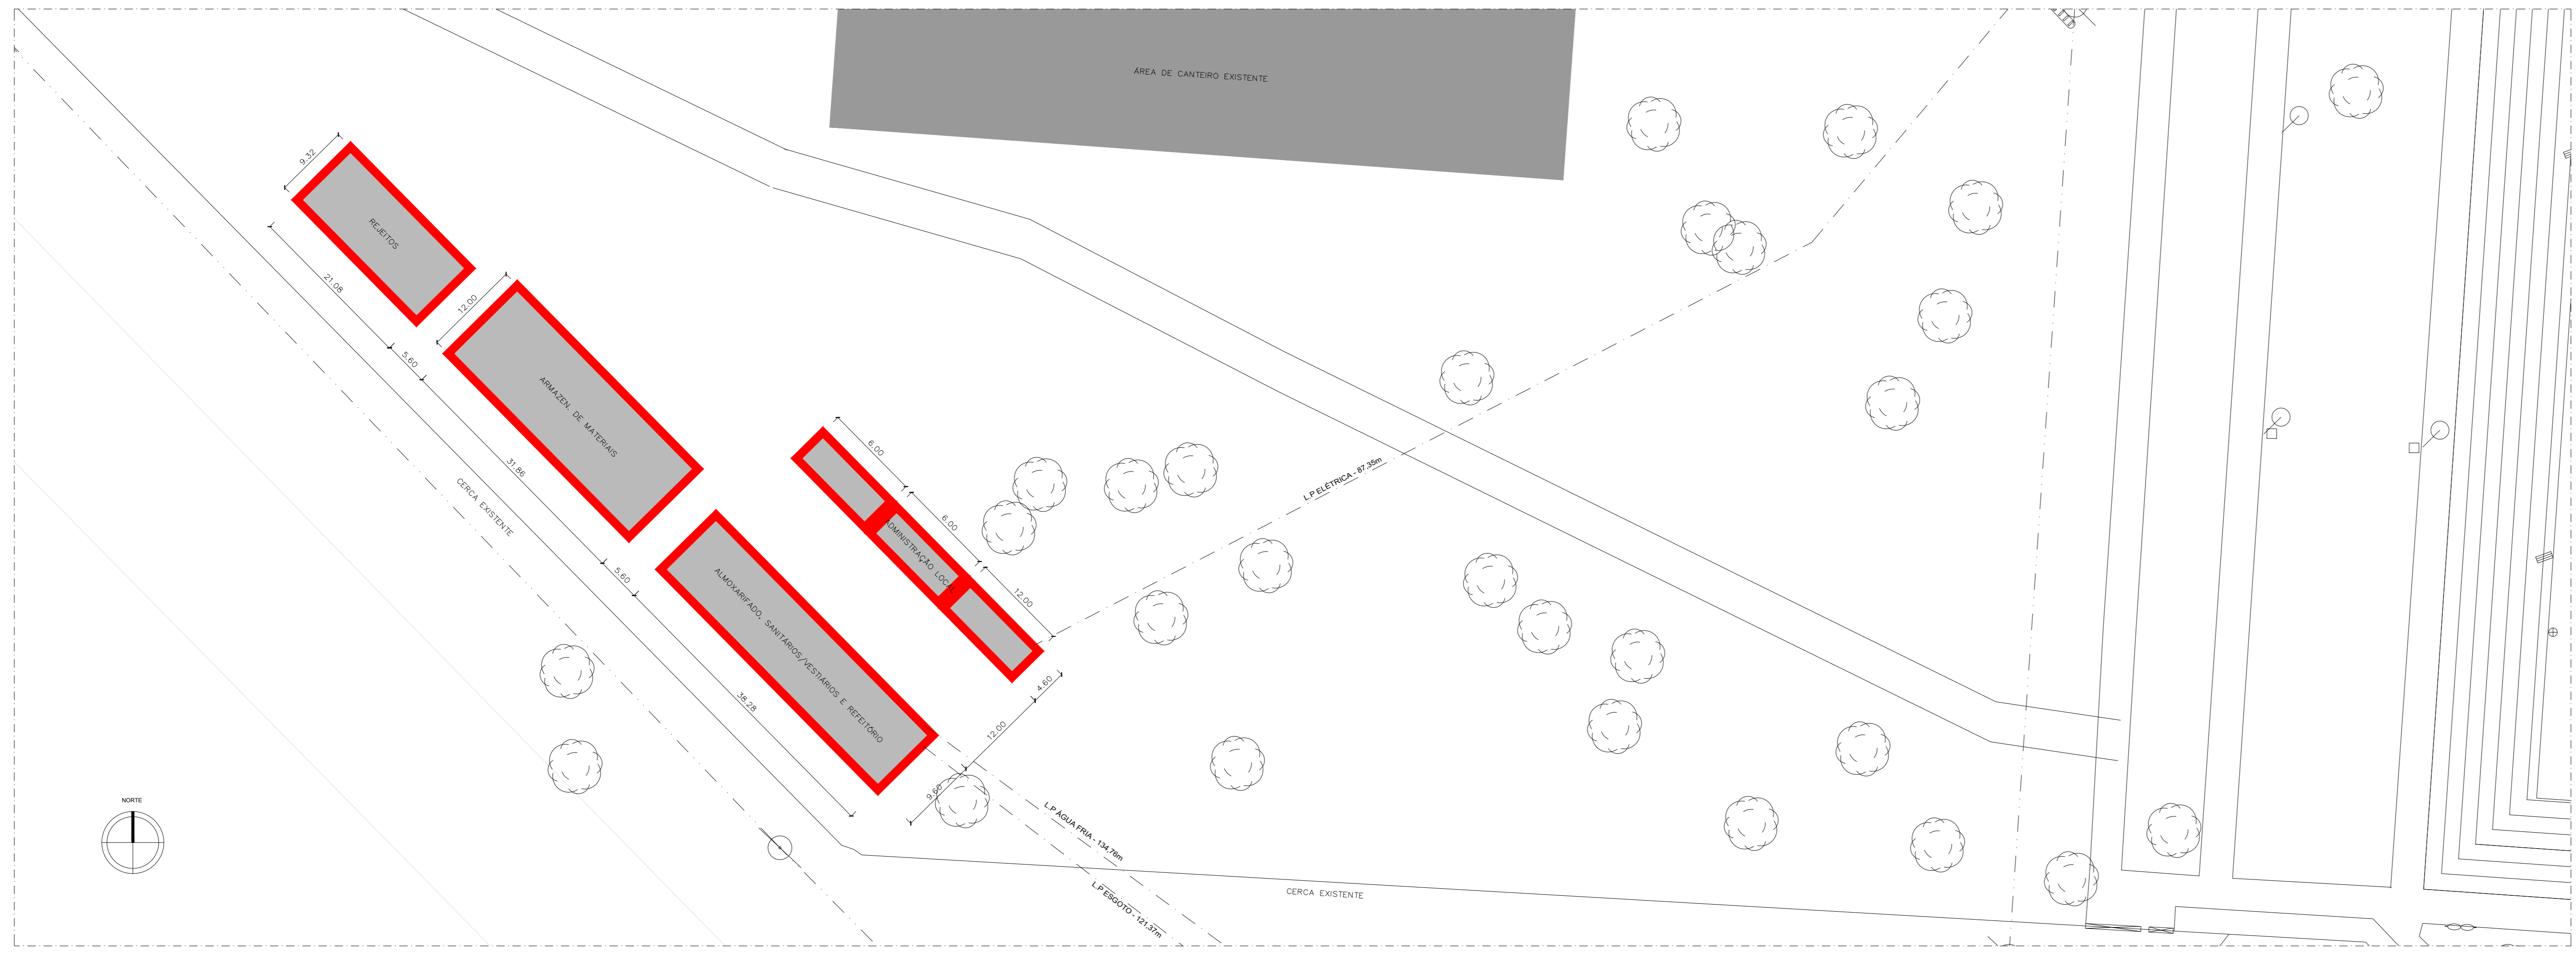 ÁREA DE CANTEIRO EXISTENTE
9.32
REJEITOS
21.08
12.00
5.60
ARMAZEN. DE MATERIAIS
31.86
CERCA EXISTENTE
6.00
6.00
ADMINISTRAÇÃO LOCAL
12.00
L.P ELÉTRICA - 87,35m
5.60
ALMOXARIFADO, SANITÁRIOS/VESTIÁRIOS E REFEITÓRIO
38.28
4.60
12.00
9.60
L.P ÁGUA FRIA - 134,76m
L.P ESGOTO - 121,37m
CERCA EXISTENTE
NORTE